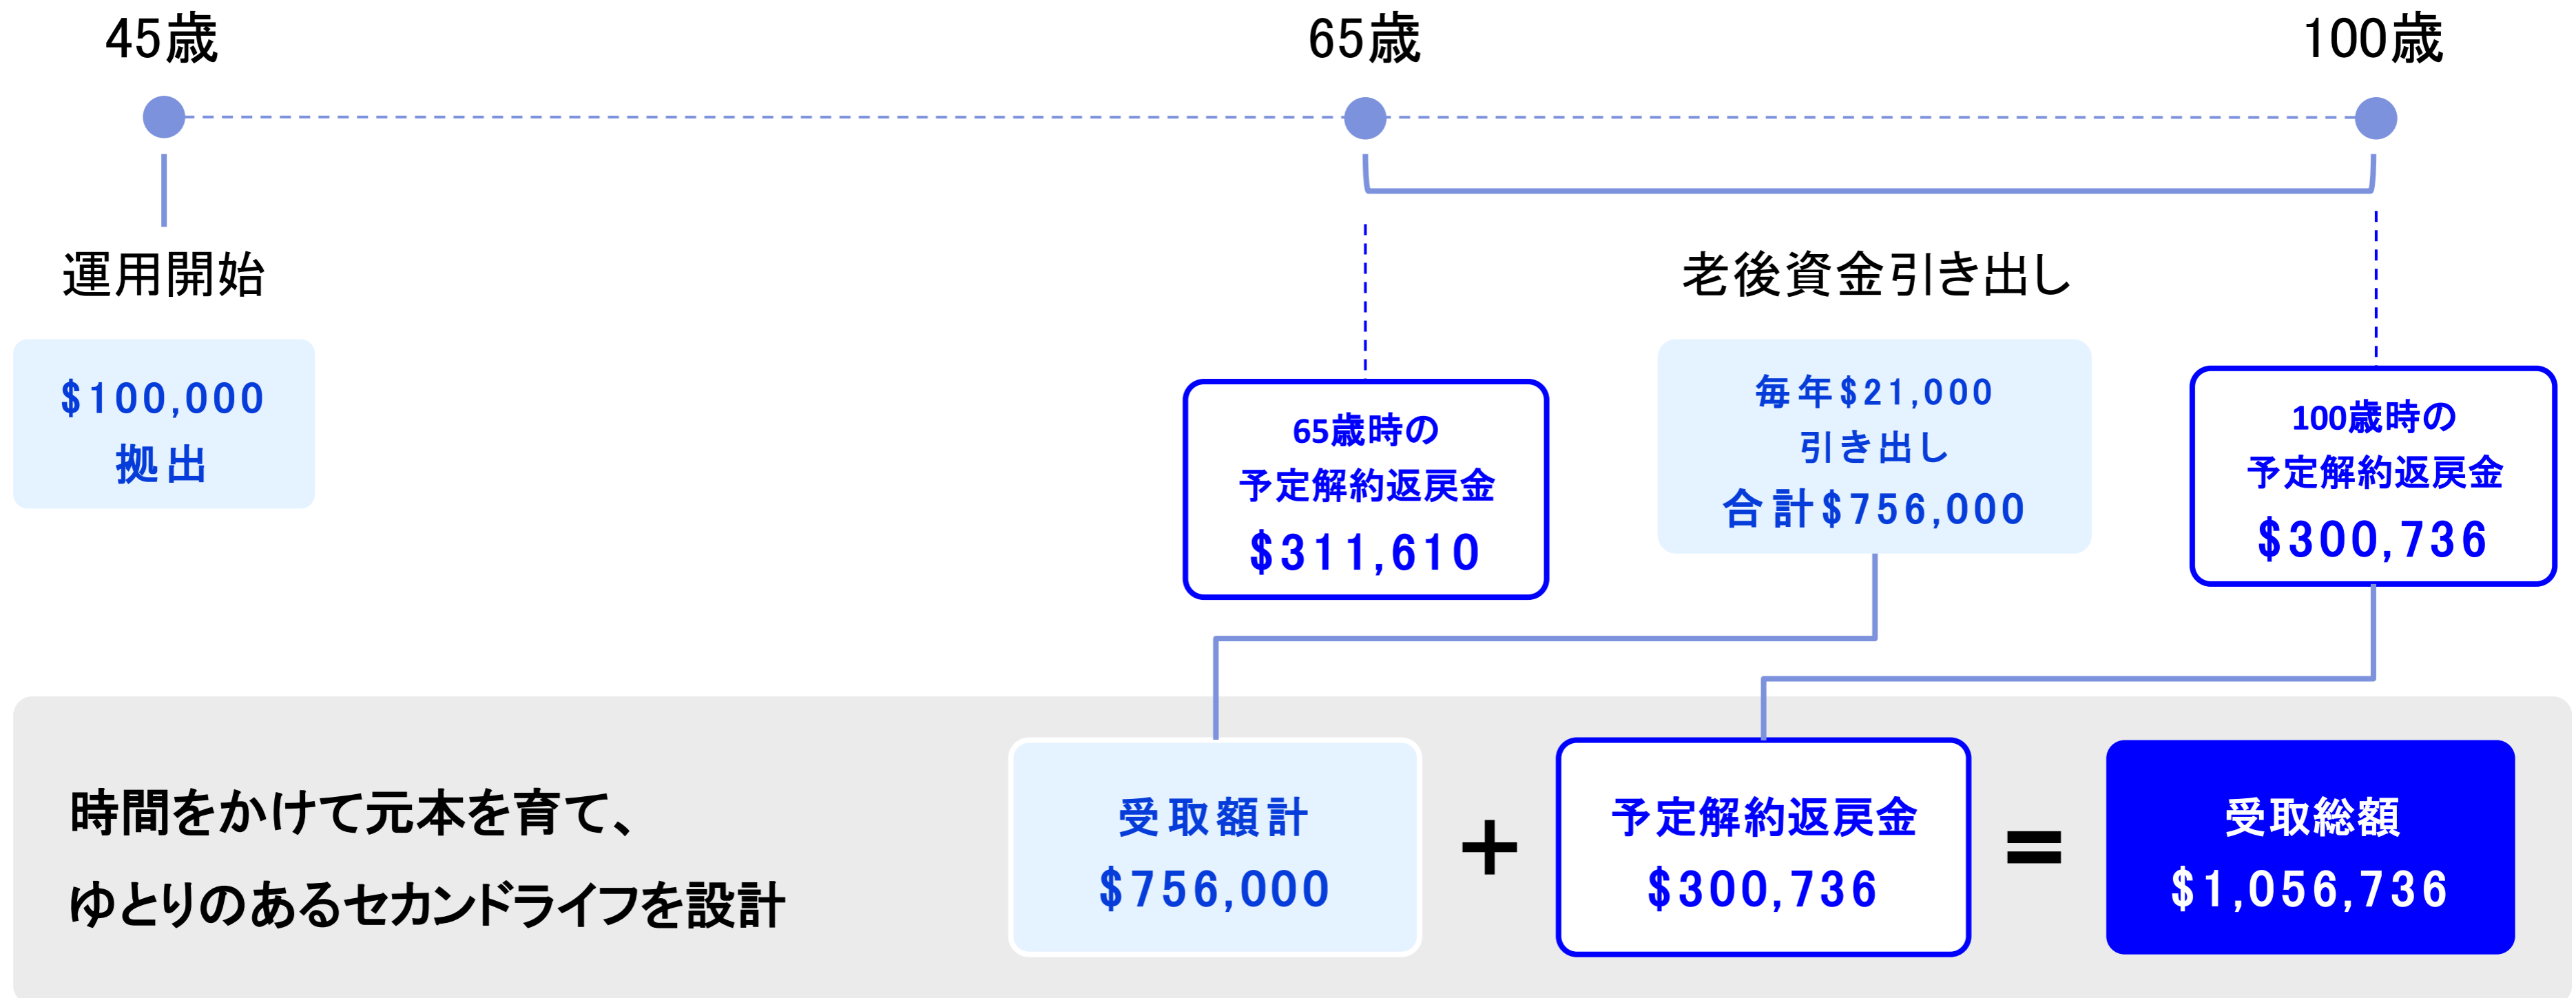 45歳
65歳
100歳
運用開始
老後資金引き出し
$100,000
拠出
65歳時の
予定解約返戻金
$311,610
毎年$21,000
引き出し
合計$756,000
100歳時の
予定解約返戻金
$300,736
時間をかけて元本を育て、
ゆとりのあるセカンドライフを設計
受取額計
$756,000
+
予定解約返戻金
$300,736
=
受取総額
$1,056,736